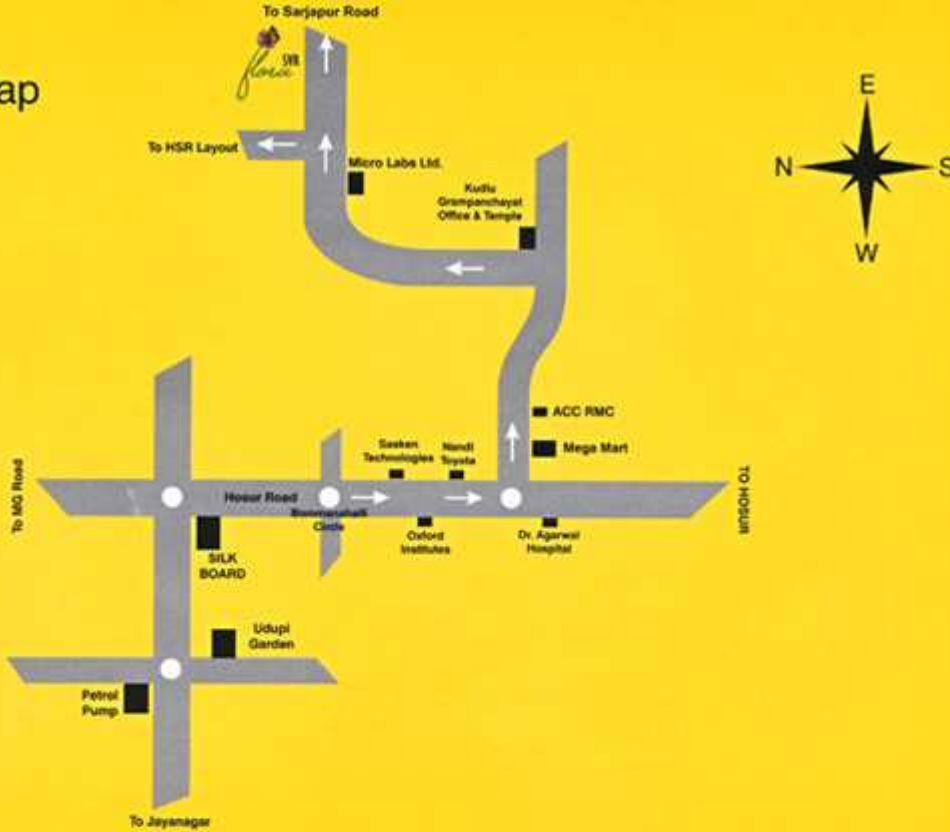 To Sarjapur Road
SVR
flora
ap
E
N
S
W
To HSR Layout
Micro Labs Ltd.
Kudlu
Grampanchayat
Office & Temple
ACC RMC
Mega Mart
Sasken
Technologies
Nandi
Toyota
To MG Road
Hosur Road
TO HOSUR
Bommanahalli
Circle
Oxford
Institutes
Dr. Agarwal
Hospital
SILK
BOARD
Udupi
Garden
Petrol
Pump
To Jayanagar